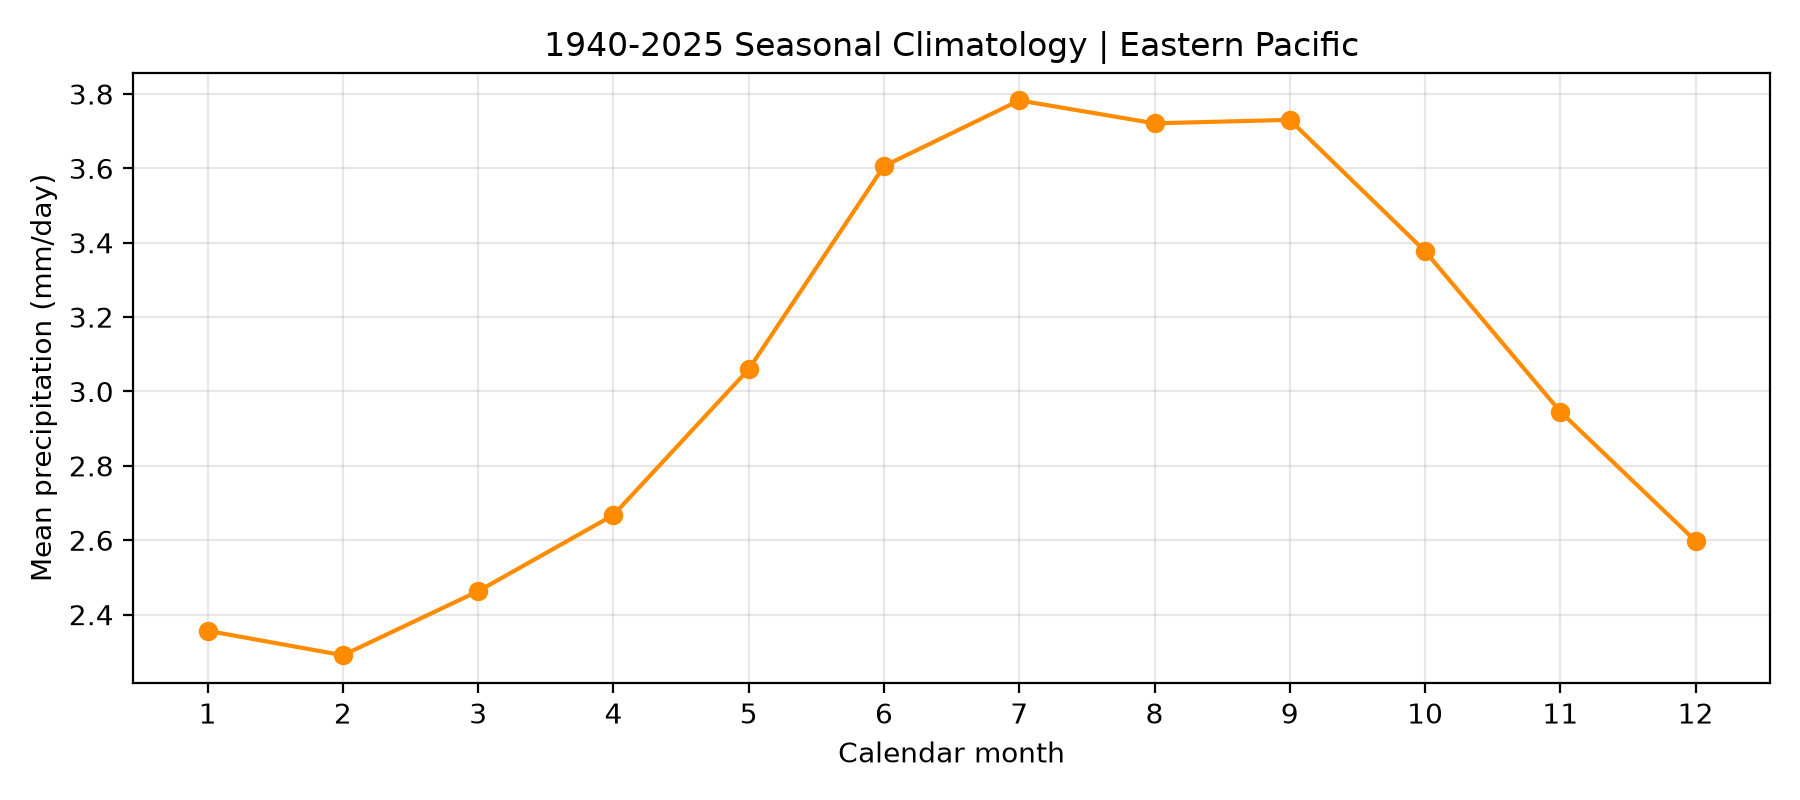 1940-2025 Seasonal Climatology | Eastern Pacific
Mean precipitation (mm/day)
3.8
3.6
3.4
3.2
3.0
2.8
2.6
2.4
1 2 3 4 5 6 7 8 9 10 11 12
Calendar month